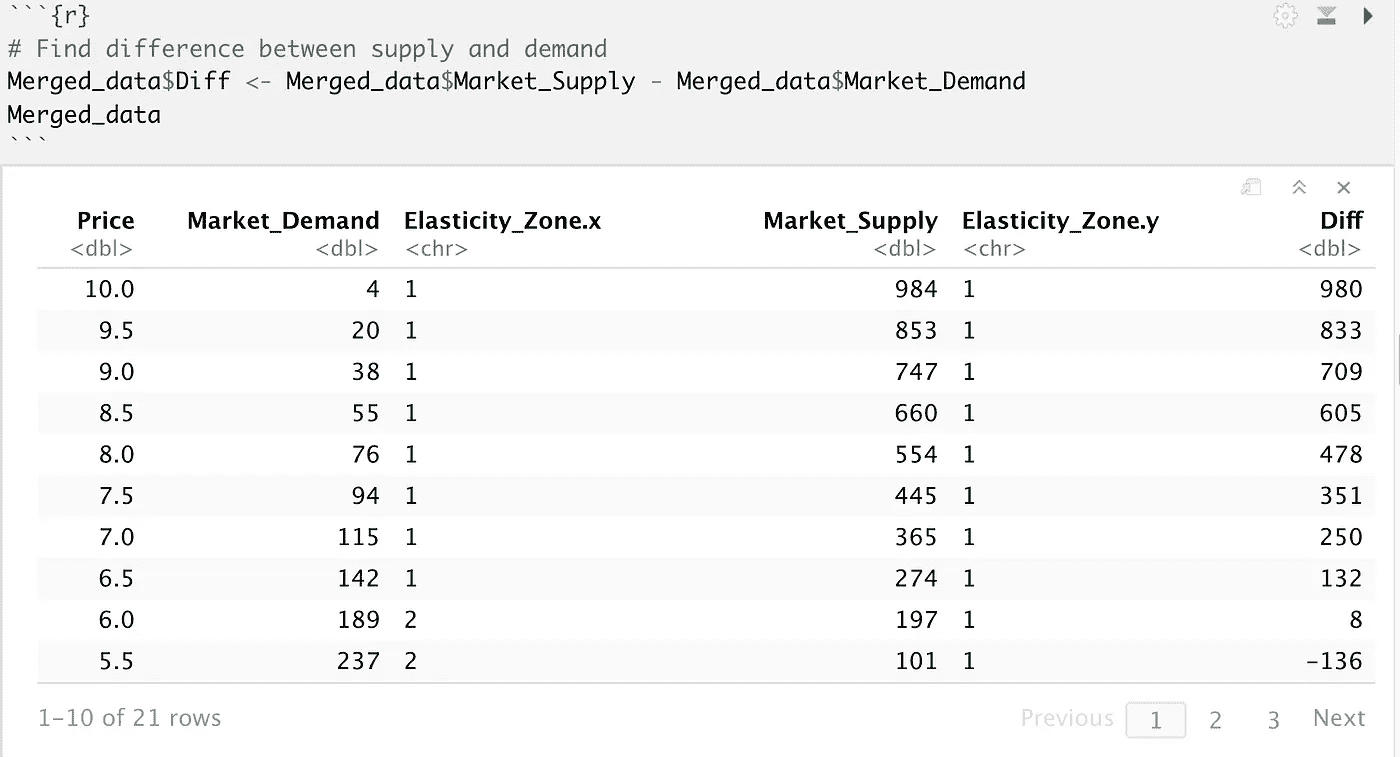 ```{r}
# Find difference between supply and demand
Merged_data$Diff <- Merged_data$Market_Supply - Merged_data$Market_Demand
Merged_data
```
Price Market_Demand Elasticity_Zone.x Market_Supply Elasticity_Zone.y Diff
<dbl> <dbl> <chr> <dbl> <chr> <dbl>
10.0 4 1 984 1 980
9.5 20 1 853 1 833
9.0 38 1 747 1 709
8.5 55 1 660 1 605
8.0 76 1 554 1 478
7.5 94 1 445 1 351
7.0 115 1 365 1 250
6.5 142 1 274 1 132
6.0 189 2 197 1 8
5.5 237 2 101 1 -136
1-10 of 21 rows Previous 1 2 3 Next